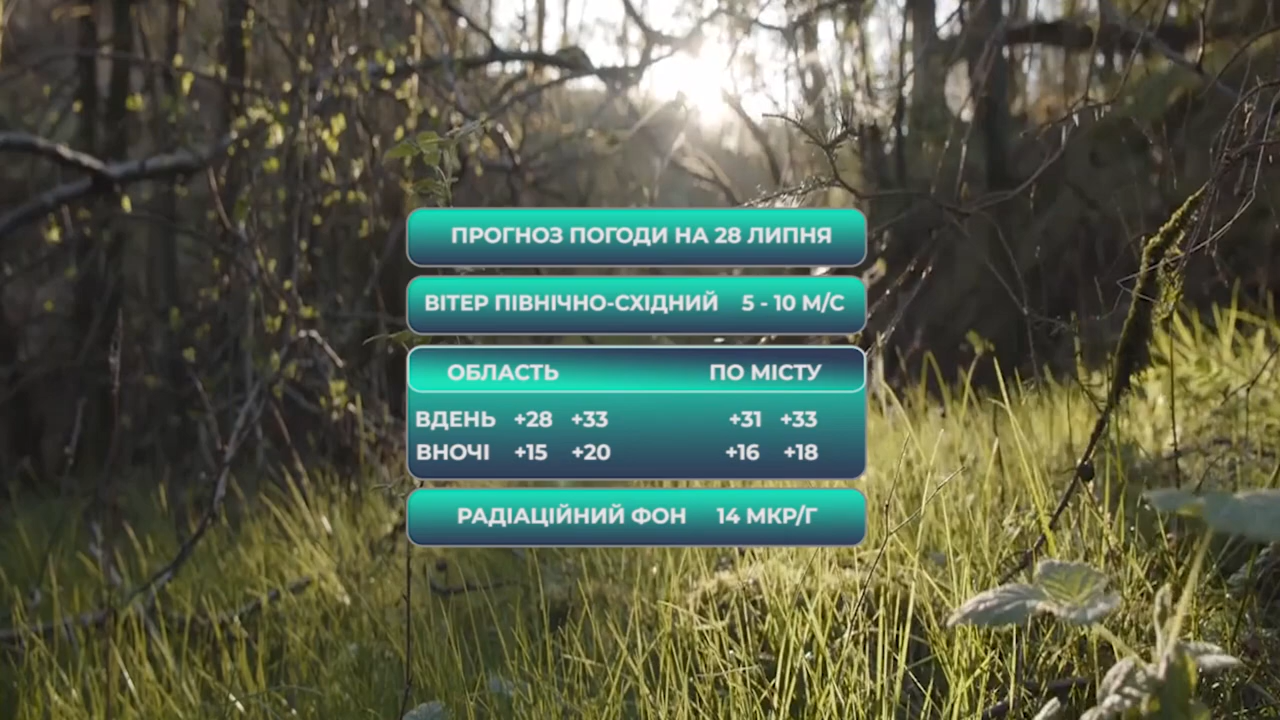 ПРОГНОЗ ПОГОДИ НА 28 ЛИПНЯ
ВІТЕР ПІВНІЧНО-СХІДНИЙ 5 - 10 М/С
ОБЛАСТЬ ПО МІСТУ
ВДЕНЬ +28 +33 +31 +33
ВНОЧІ +15 +20 +16 +18
РАДІАЦІЙНИЙ ФОН 14 МКР/Г